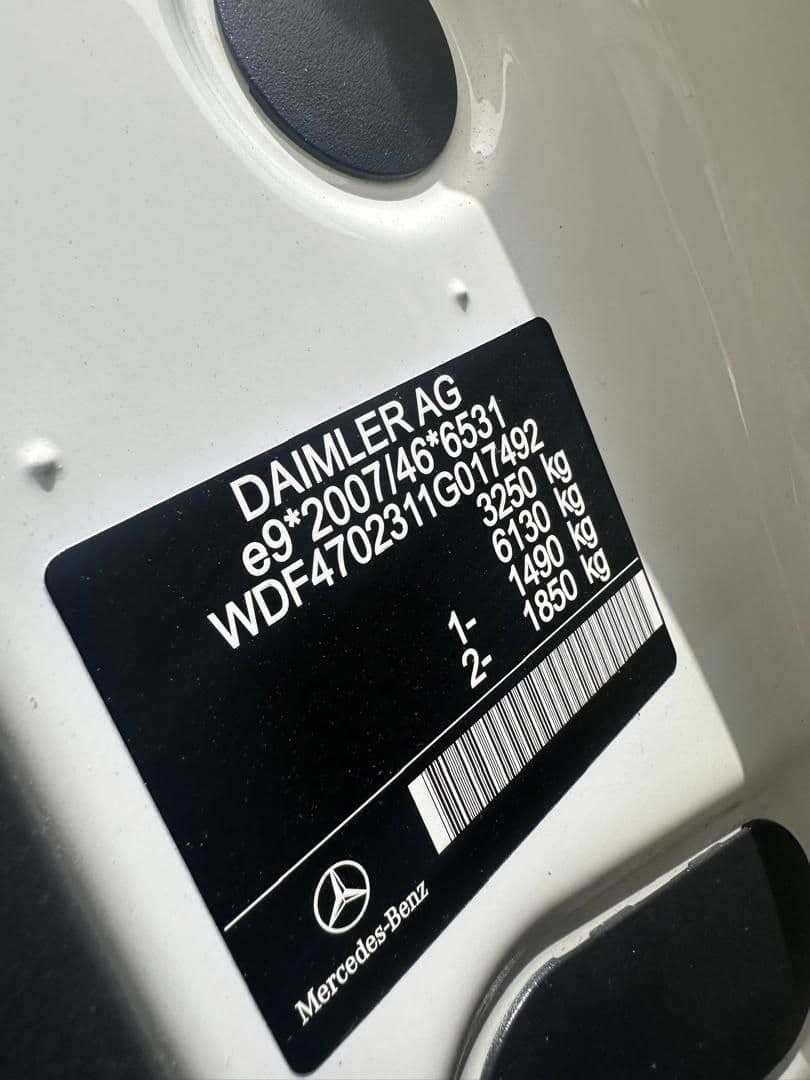 DAIMLER AG
e9*2007/46*6531
WDF4702311G017492
3250 kg
6130 kg
1- 1490 kg
2- 1850 kg
Mercedes-Benz